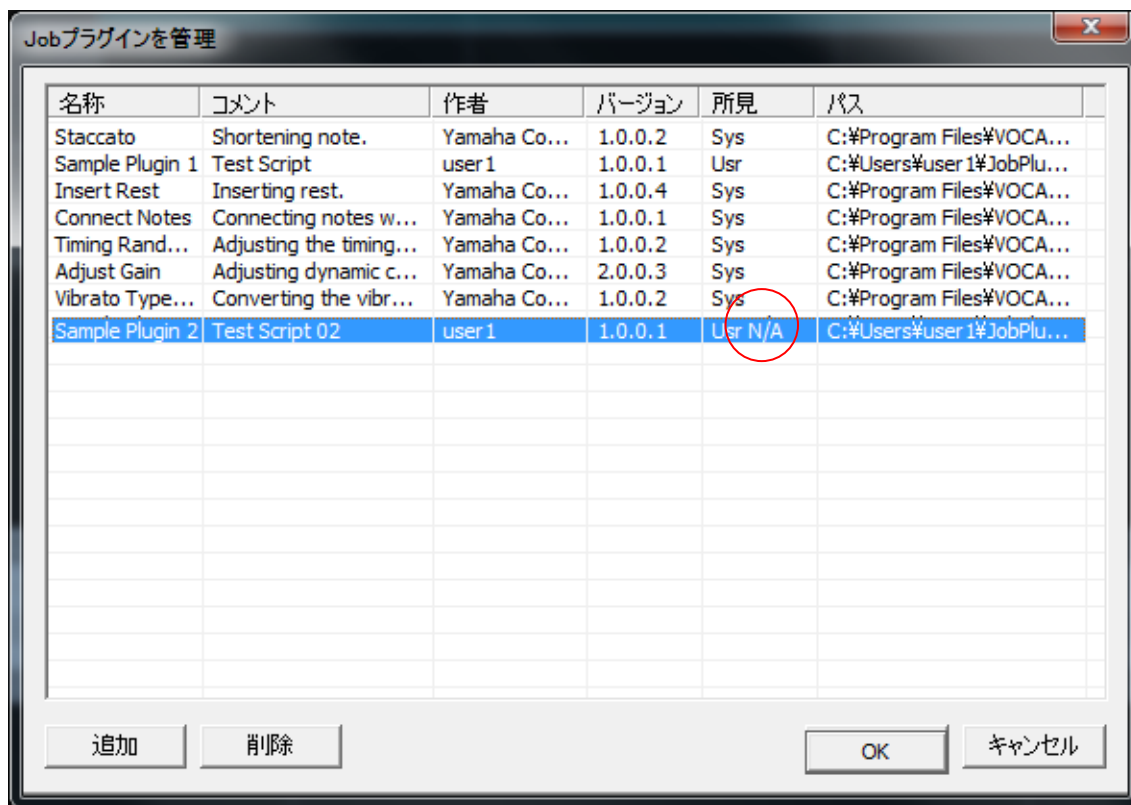 Jobプラグインを管理
名称 コメント 作者 バージョン 所見 パス
Staccato Shortening note. Yamaha Co... 1.0.0.2 Sys C:¥Program Files¥VOCA...
Sample Plugin 1 Test Script user1 1.0.0.1 Usr C:¥Users¥user1¥JobPlu...
Insert Rest Inserting rest. Yamaha Co... 1.0.0.4 Sys C:¥Program Files¥VOCA...
Connect Notes Connecting notes w... Yamaha Co... 1.0.0.1 Sys C:¥Program Files¥VOCA...
Timing Rand... Adjusting the timing... Yamaha Co... 1.0.0.2 Sys C:¥Program Files¥VOCA...
Adjust Gain Adjusting dynamic c... Yamaha Co... 2.0.0.3 Sys C:¥Program Files¥VOCA...
Vibrato Type... Converting the vibr... Yamaha Co... 1.0.0.2 Sys C:¥Program Files¥VOCA...
Sample Plugin 2 Test Script 02 user1 1.0.0.1 Usr N/A C:¥Users¥user1¥JobPlu...
追加 削除 OK キャンセル